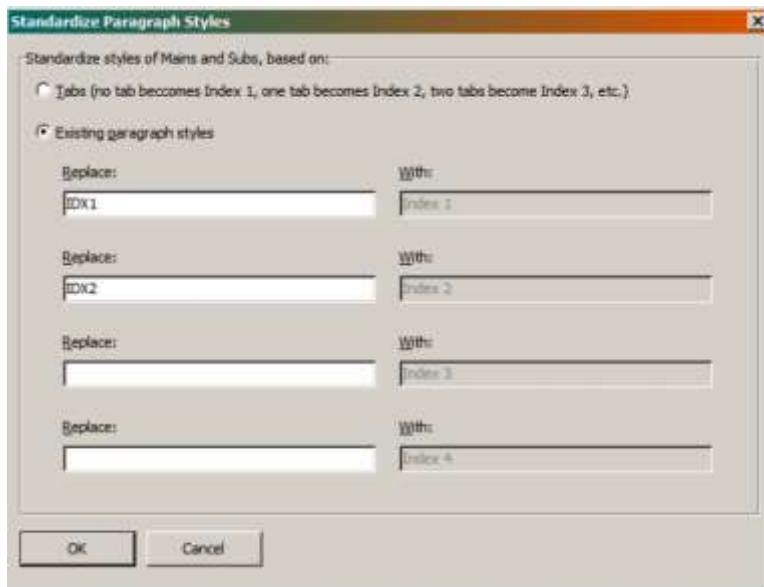 Standardize Paragraph Styles
Standardize styles of Mains and Subs, based on:
Tabs (no tab beccomes Index 1, one tab becomes Index 2, two tabs become Index 3, etc.)
Existing paragraph styles
Replace: With:
IDX1 Index 1
Replace: With:
IDX2 Index 2
Replace: With:
Index 3
Replace: With:
Index 4
OK Cancel